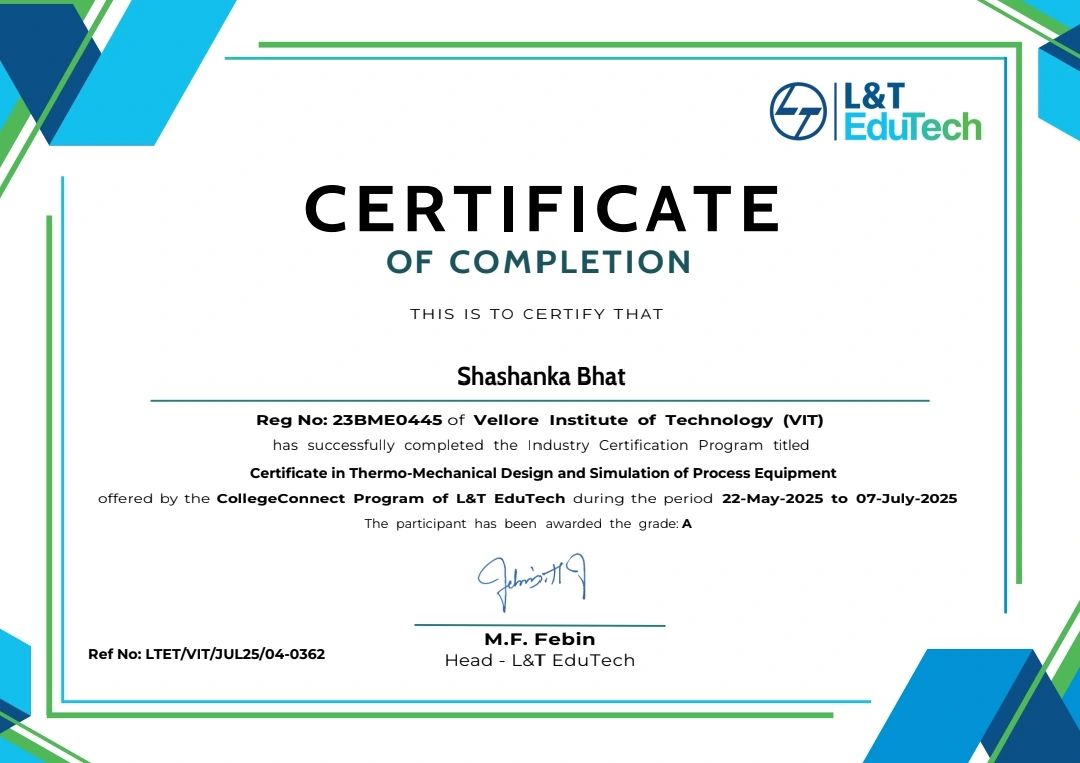 L&T
EduTech
CERTIFICATE
OF COMPLETION
THIS IS TO CERTIFY THAT
Shashanka Bhat
Reg No: 23BME0445 of Vellore Institute of Technology (VIT)
has successfully completed the Industry Certification Program titled
Certificate in Thermo-Mechanical Design and Simulation of Process Equipment
offered by the CollegeConnect Program of L&T EduTech during the period 22-May-2025 to 07-July-2025
The participant has been awarded the grade: A
M.F. Febin
Head - L&T EduTech
Ref No: LTET/VIT/JUL25/04-0362